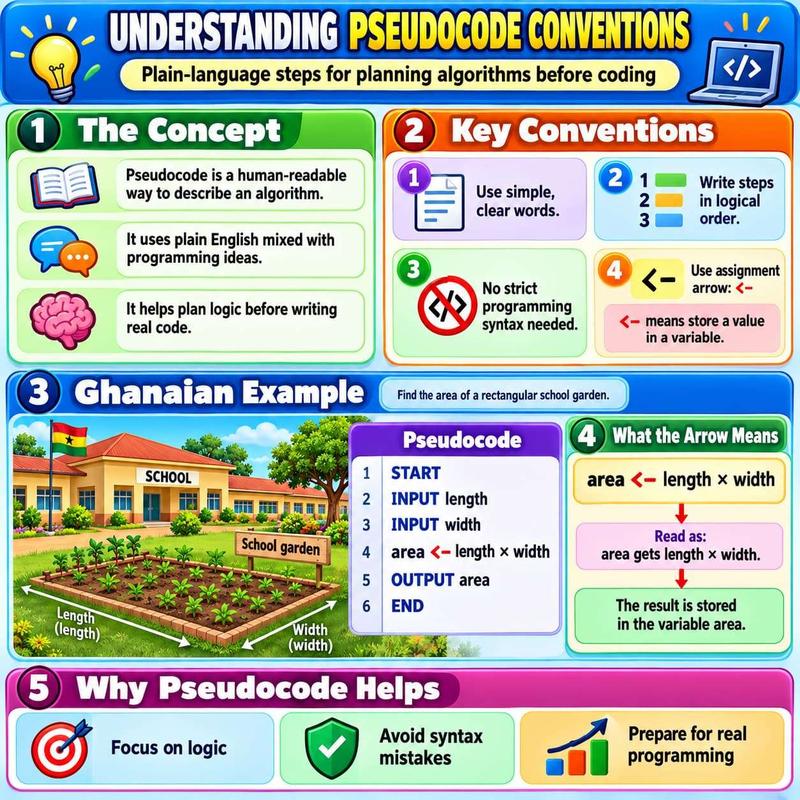 UNDERSTANDING PSEUDOCODE CONVENTIONS
Plain-language steps for planning algorithms before coding
</>
1 The Concept
Pseudocode is a human-readable
way to describe an algorithm.
It uses plain English mixed with
programming ideas.
It helps plan logic before writing
real code.
2 Key Conventions
1
Use simple,
clear words.
2
1
2
3
Write steps
in logical
order.
3
</>
No strict
programming
syntax needed.
4
<-
Use assignment
arrow: <-
<- means store a value
in a variable.
3 Ghanaian Example
Find the area of a rectangular school garden.
SCHOOL
School garden
Length
(length)
Width
(width)
Pseudocode
1 START
2 INPUT length
3 INPUT width
4 area <- length × width
5 OUTPUT area
6 END
4 What the Arrow Means
area <- length × width
Read as:
area gets length × width.
The result is stored
in the variable area.
5 Why Pseudocode Helps
Focus on logic
Avoid syntax
mistakes
Prepare for real
programming